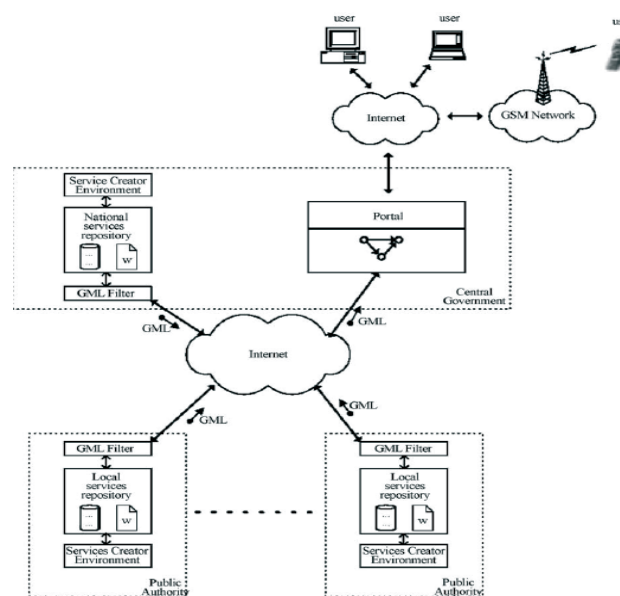 user
user
Internet
GSM Network
Service Creator
Environment
National
services
repository
W
GML Filter
Portal
Central
Government
GML
GML
Internet
GML
GML
GML Filter
Local
services
repository
W
Services Creator
Environment
Public
Authority
GML Filter
Local
services
repository
W
Services Creator
Environment
Public
Authority